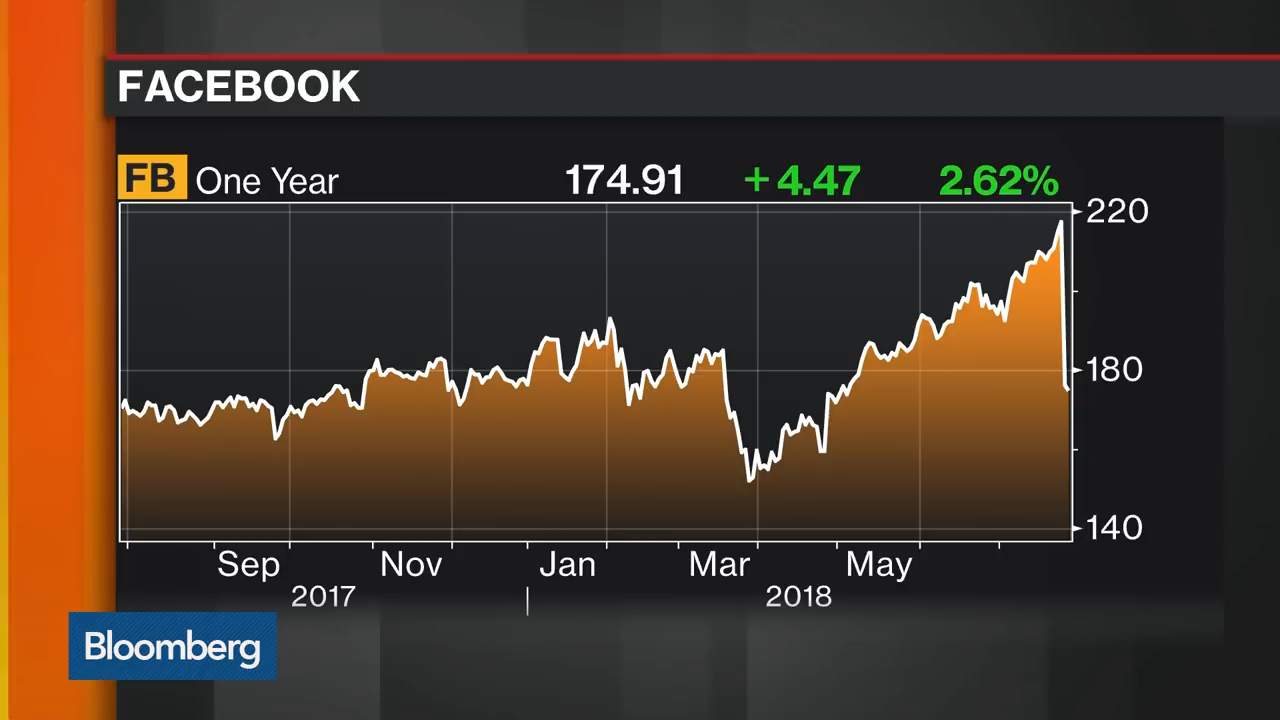 FACEBOOK
FB One Year 174.91 +4.47 2.62%
220
180
140
Sep Nov Jan Mar May
2017 2018
Bloomberg